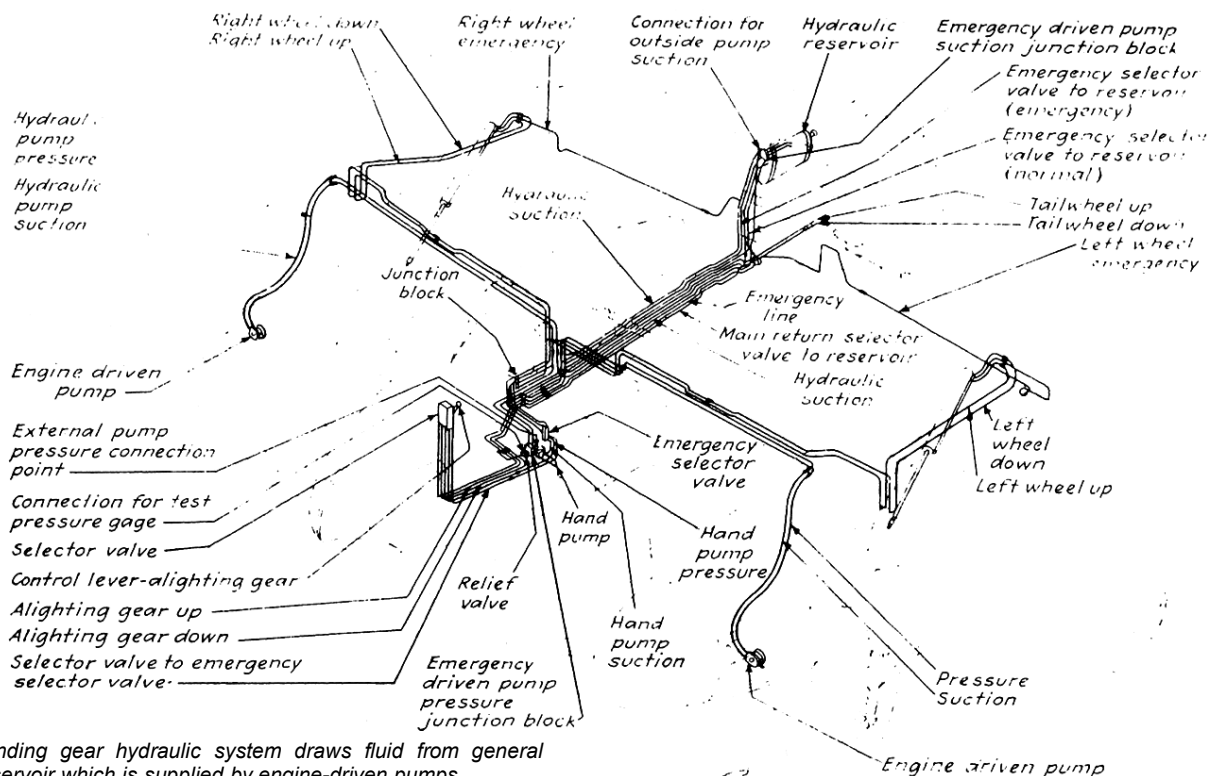 Right wheel down
Right wheel up
Right wheel
emergency
Connection for
outside pump
suction
Hydraulic
reservoir
Emergency driven pump
suction junction block
Emergency selector
valve to reservoir
(emergency)
Emergency selector
valve to reservoir
(normal)
Tailwheel up
Tailwheel down
Left wheel
emergency
Hydraulic
pump
pressure
Hydraulic
pump
suction
Hydraulic
suction
Junction
block
Emergency
line
Main return selector
valve to reservoir
Hydraulic
suction
Engine driven
pump
External pump
pressure connection
point
Connection for test
pressure gage
Selector valve
Control lever-alighting gear
Alighting gear up
Alighting gear down
Selector valve to emergency
selector valve
Emergency
selector
valve
Left
wheel
down
Left wheel up
Hand
pump
Hand
pump
pressure
Relief
valve
Hand
pump
suction
Emergency
driven pump
pressure
junction block
Pressure
Suction
Engine driven pump
nding gear hydraulic system draws fluid from general
servoir which is supplied by engine-driven pumps